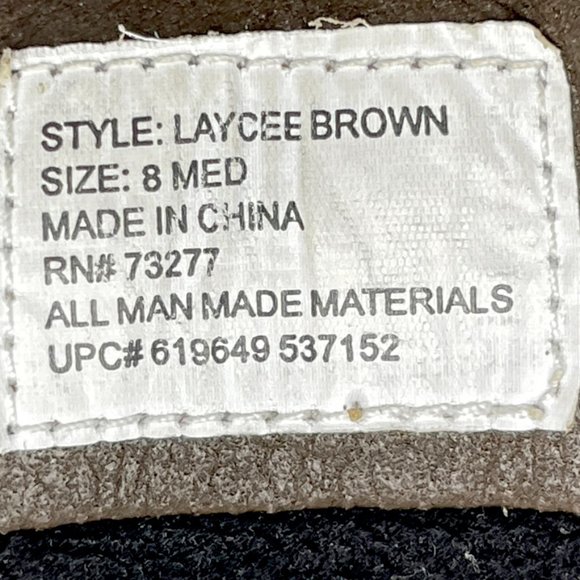 STYLE: LAYCEE BROWN
SIZE: 8 MED
MADE IN CHINA
RN# 73277
ALL MAN MADE MATERIALS
UPC# 619649 537152